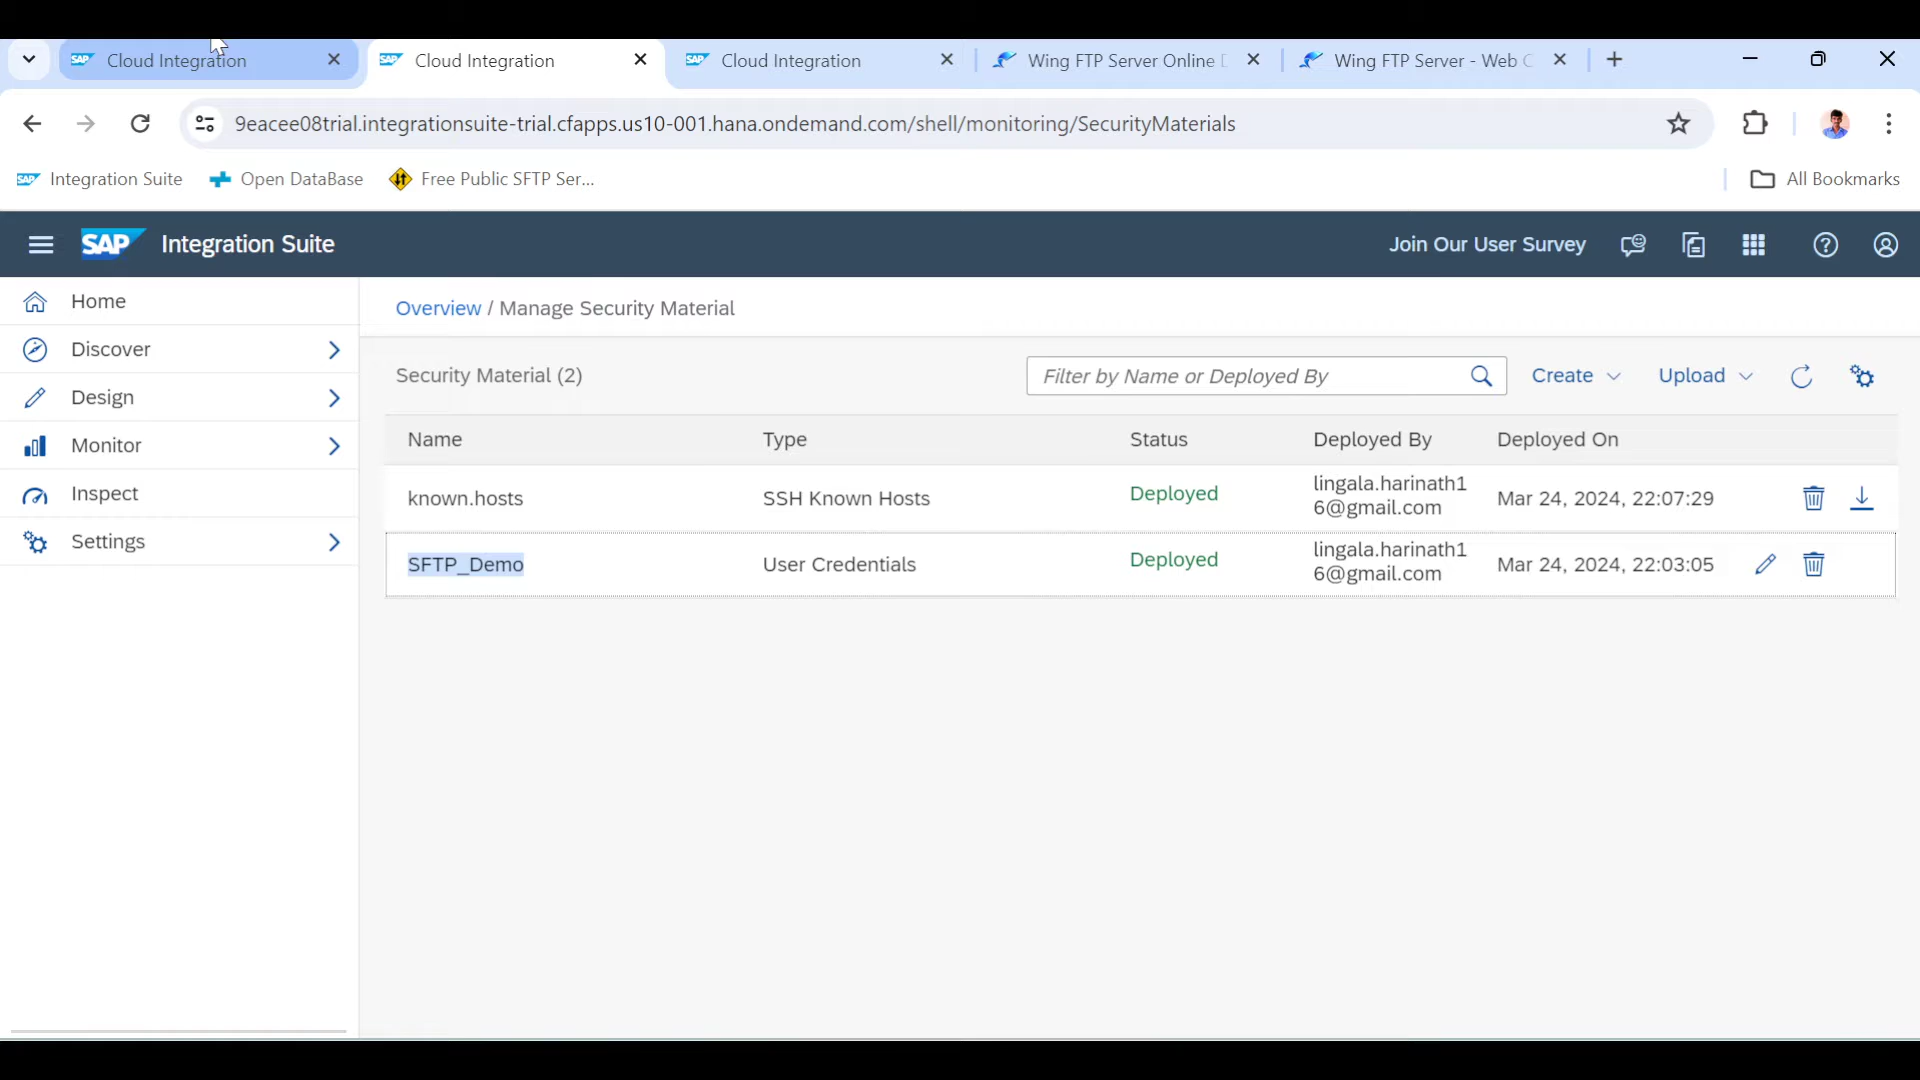 Cloud Integration
Cloud Integration
Cloud Integration
Wing FTP Server Online
Wing FTP Server - Web C
9eacee08trial.integrationsuite-trial.cfapps.us10-001.hana.ondemand.com/shell/monitoring/SecurityMaterials
SAP Integration Suite
Open DataBase
Free Public SFTP Ser...
All Bookmarks
SAP Integration Suite
Join Our User Survey
Home
Discover
Design
Monitor
Inspect
Settings
Overview / Manage Security Material
Security Material (2)
Filter by Name or Deployed By
Create
Upload
Name Type Status Deployed By Deployed On
known.hosts SSH Known Hosts Deployed lingala.harinath1
6@gmail.com Mar 24, 2024, 22:07:29
SFTP_Demo User Credentials Deployed lingala.harinath1
6@gmail.com Mar 24, 2024, 22:03:05